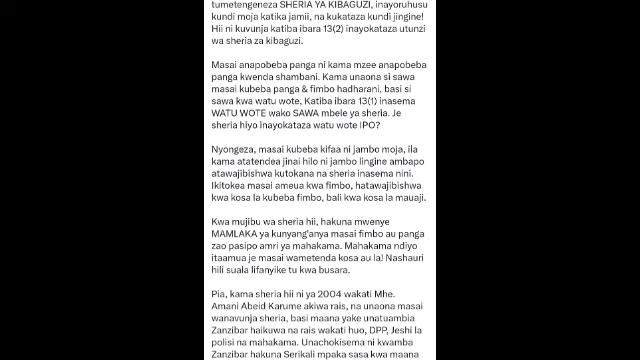 tumetengeneza SHERIA YA KIBAGUZI, inayoruhusu
kundi moja katika jamii, na kukataza kundi jingine!
Hii ni kuvunja katiba ibara 13(2) inayokataza utunzi
wa sheria za kibaguzi.
Masai anapobeba panga ni kama mzee anapobeba
panga kwenda shambani. Kama unaona si sawa
masai kubeba panga & fimbo hadharani, basi si
sawa kwa watu wote, Katiba ibara 13(1) inasema
WATU WOTE wako SAWA mbele ya sheria. Je
sheria hiyo inayokataza watu wote IPO?
Nyongeza, masai kubeba kifaa ni jambo moja, ila
kama atatendea jinai hilo ni jambo lingine ambapo
atawajibishwa kutokana na sheria inasema nini.
Ikitokea masai ameua kwa fimbo, hatawajibishwa
kwa kosa la kubeba fimbo, bali kwa kosa la mauaji.
Kwa mujibu wa sheria hii, hakuna mwenye
MAMLAKA ya kunyang'anya masai fimbo au panga
zao pasipo amri ya mahakama. Mahakama ndiyo
itaamua je masai wametenda kosa au la! Nashauri
hili suala lifanyike tu kwa busara.
Pia, kama sheria hii ni ya 2004 wakati Mhe.
Amani Abeid Karume akiwa rais, na unaona masai
wanavunja sheria, basi maana yake unatuambia
Zanzibar haikuwa na rais wakati huo, DPP, Jeshi la
polisi na mahakama. Unachokisema ni kwamba
Zanzibar hakuna Serikali mpaka sasa kwa maana